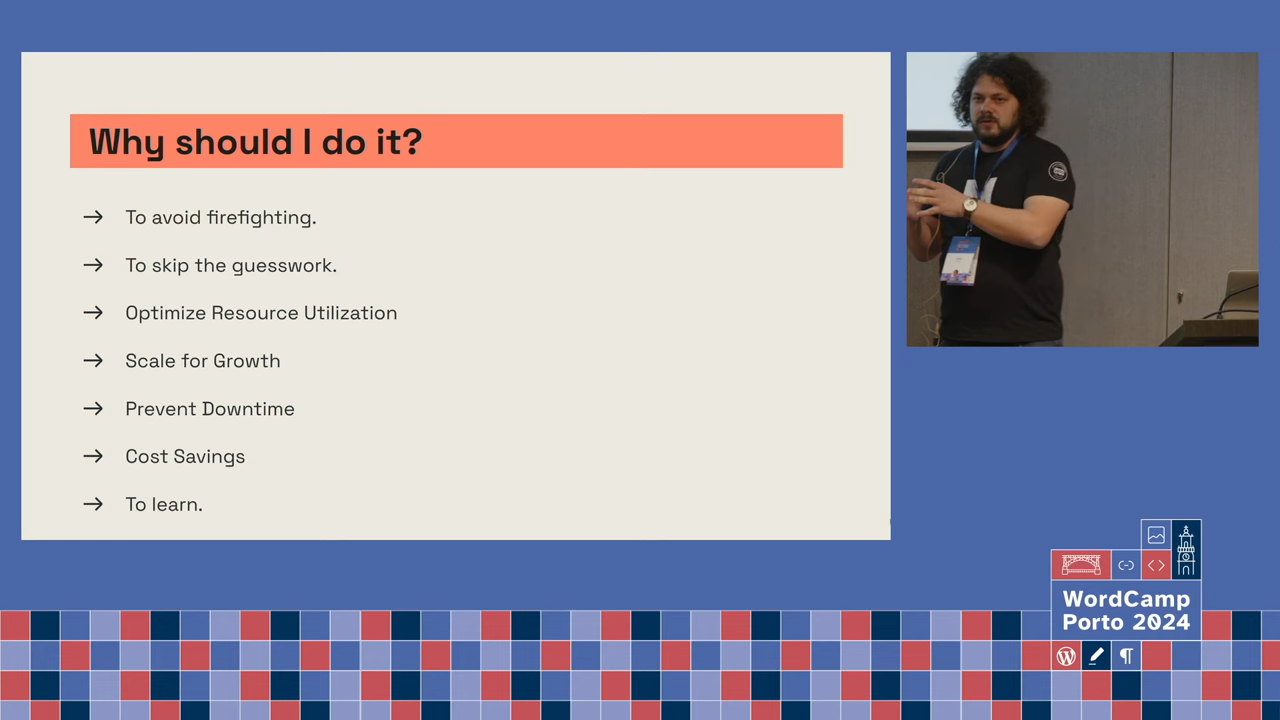 Why should I do it?
→ To avoid firefighting.
→ To skip the guesswork.
→ Optimize Resource Utilization
→ Scale for Growth
→ Prevent Downtime
→ Cost Savings
→ To learn.
WordCamp
Porto 2024